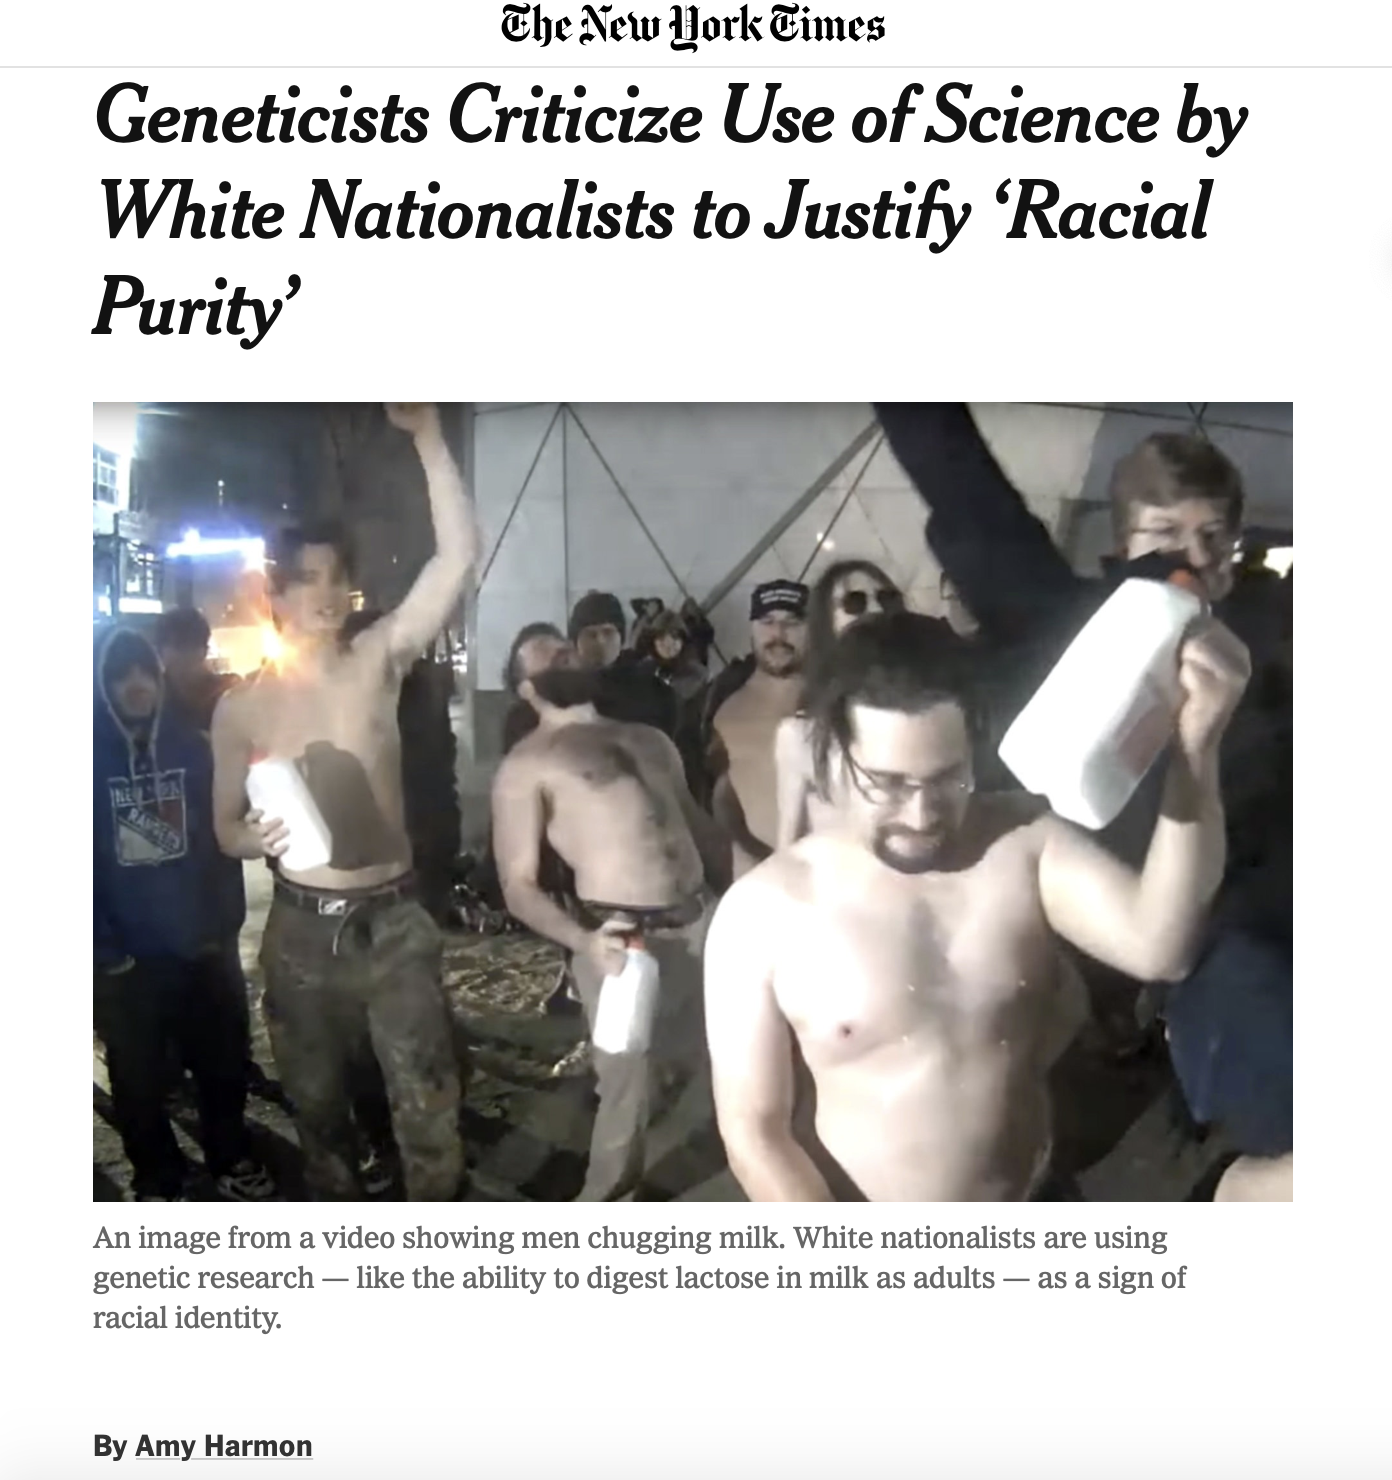 The New York Times
Geneticists Criticize Use of Science by
White Nationalists to Justify ‘Racial
Purity’
RANGERS
An image from a video showing men chugging milk. White nationalists are using
genetic research — like the ability to digest lactose in milk as adults — as a sign of
racial identity.
By Amy Harmon